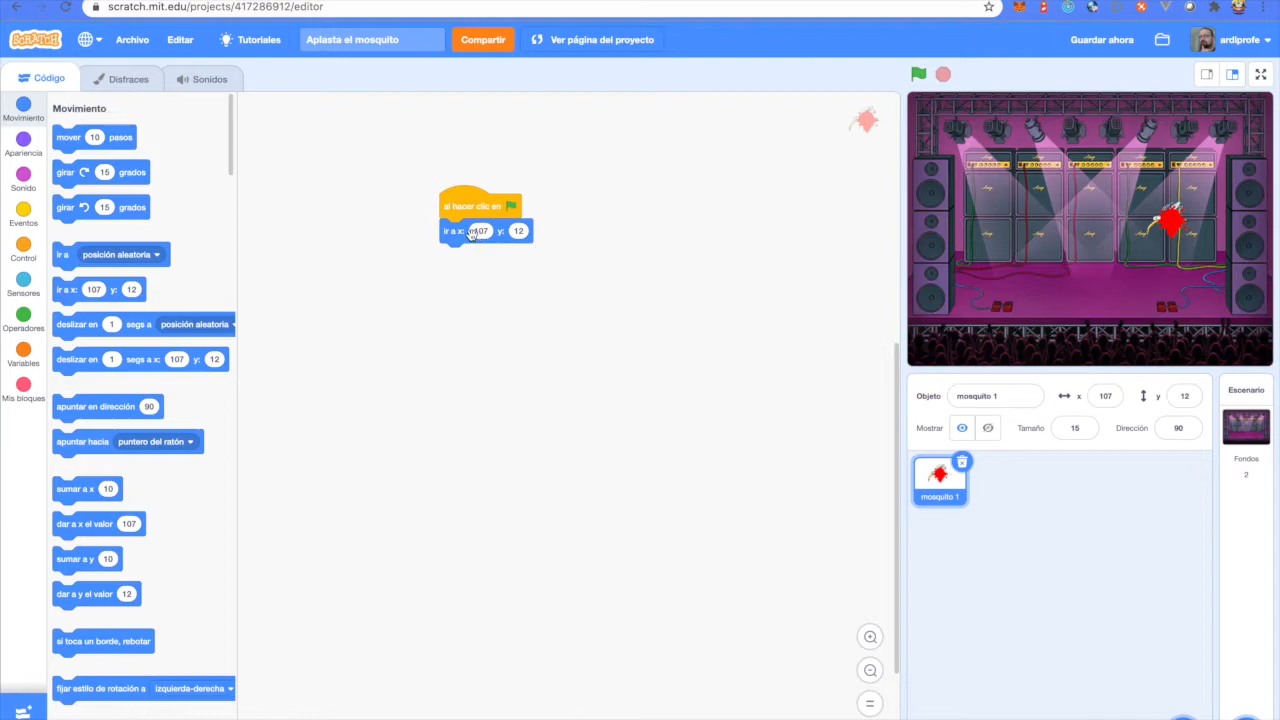 scratch.mit.edu/projects/417286912/editor
SCRATCH
Archivo
Editar
Tutoriales
Aplasta el mosquito
Compartir
Ver página del proyecto
Guardar ahora
ardiprofe
Código
Disfraces
Sonidos
Movimiento
Apariencia
Sonido
Eventos
Control
Sensores
Operadores
Variables
Mis bloques
Movimiento
mover 10 pasos
girar 15 grados
girar 15 grados
ir a posición aleatoria
ir a x: 107 y: 12
deslizar en 1 segs a posición aleatoria
deslizar en 1 segs a x: 107 y: 12
apuntar en dirección 90
apuntar hacia puntero del ratón
sumar a x 10
dar a x el valor 107
sumar a y 10
dar a y el valor 12
si toca un borde, rebotar
fijar estilo de rotación a izquierda-derecha
al hacer clic en
ir a x: 107 y: 12
Objeto mosquito 1 x 107 y 12
Mostrar Tamaño 15 Dirección 90
mosquito 1
Escenario
Fondos
2